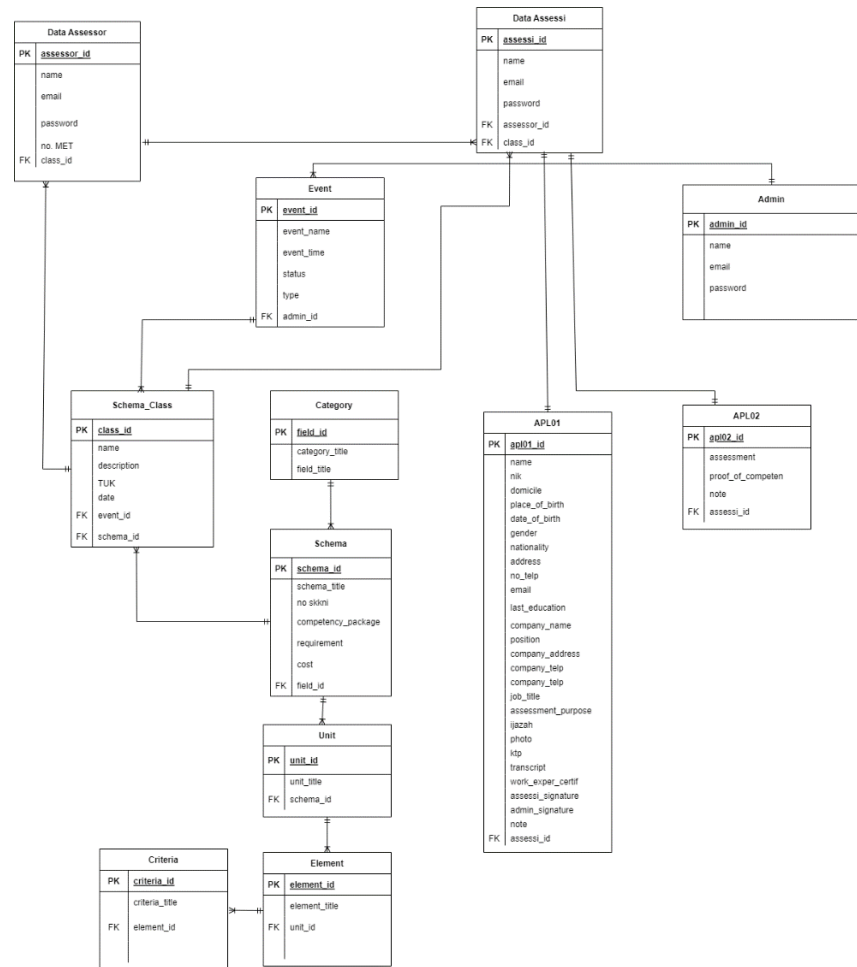 Data Assessor
PK assessor_id
name
email
password
no. MET
FK class_id
Data Assessi
PK assessi_id
name
email
password
FK assessor_id
FK class_id
Event
PK event_id
event_name
event_time
status
type
FK admin_id
Admin
PK admin_id
name
email
password
Schema_Class
PK class_id
name
description
TUK
date
FK event_id
FK schema_id
Category
PK field_id
category_title
field_title
APL01
PK apl01_id
name
nik
domicile
place_of_birth
date_of_birth
gender
nationality
address
no_telp
email
last_education
company_name
position
company_address
company_telp
company_telp
job_title
assessment_purpose
ijazah
photo
ktp
transcript
work_exper_certif
assessi_signature
admin_signature
note
FK assessi_id
APL02
PK apl02_id
assessment
proof_of_competen
note
FK assessi_id
Schema
PK schema_id
schema_title
no skkni
competency_package
requirement
cost
FK field_id
Unit
PK unit_id
unit_title
FK schema_id
Criteria
PK criteria_id
criteria_title
FK element_id
Element
PK element_id
element_title
FK unit_id